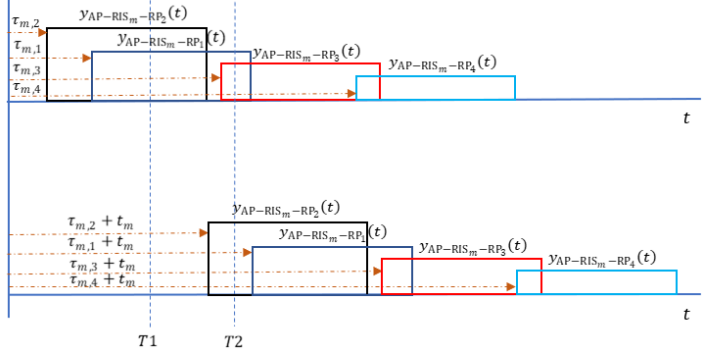 y_{AP−RIS_m−RP_2}(t)
τ_{m,2}
y_{AP−RIS_m−RP_1}(t)
τ_{m,1}
y_{AP−RIS_m−RP_3}(t)
τ_{m,3}
y_{AP−RIS_m−RP_4}(t)
τ_{m,4}
t
y_{AP−RIS_m−RP_2}(t)
τ_{m,2} + t_m
y_{AP−RIS_m−RP_1}(t)
τ_{m,1} + t_m
y_{AP−RIS_m−RP_3}(t)
τ_{m,3} + t_m
y_{AP−RIS_m−RP_4}(t)
τ_{m,4} + t_m
t
T1 T2